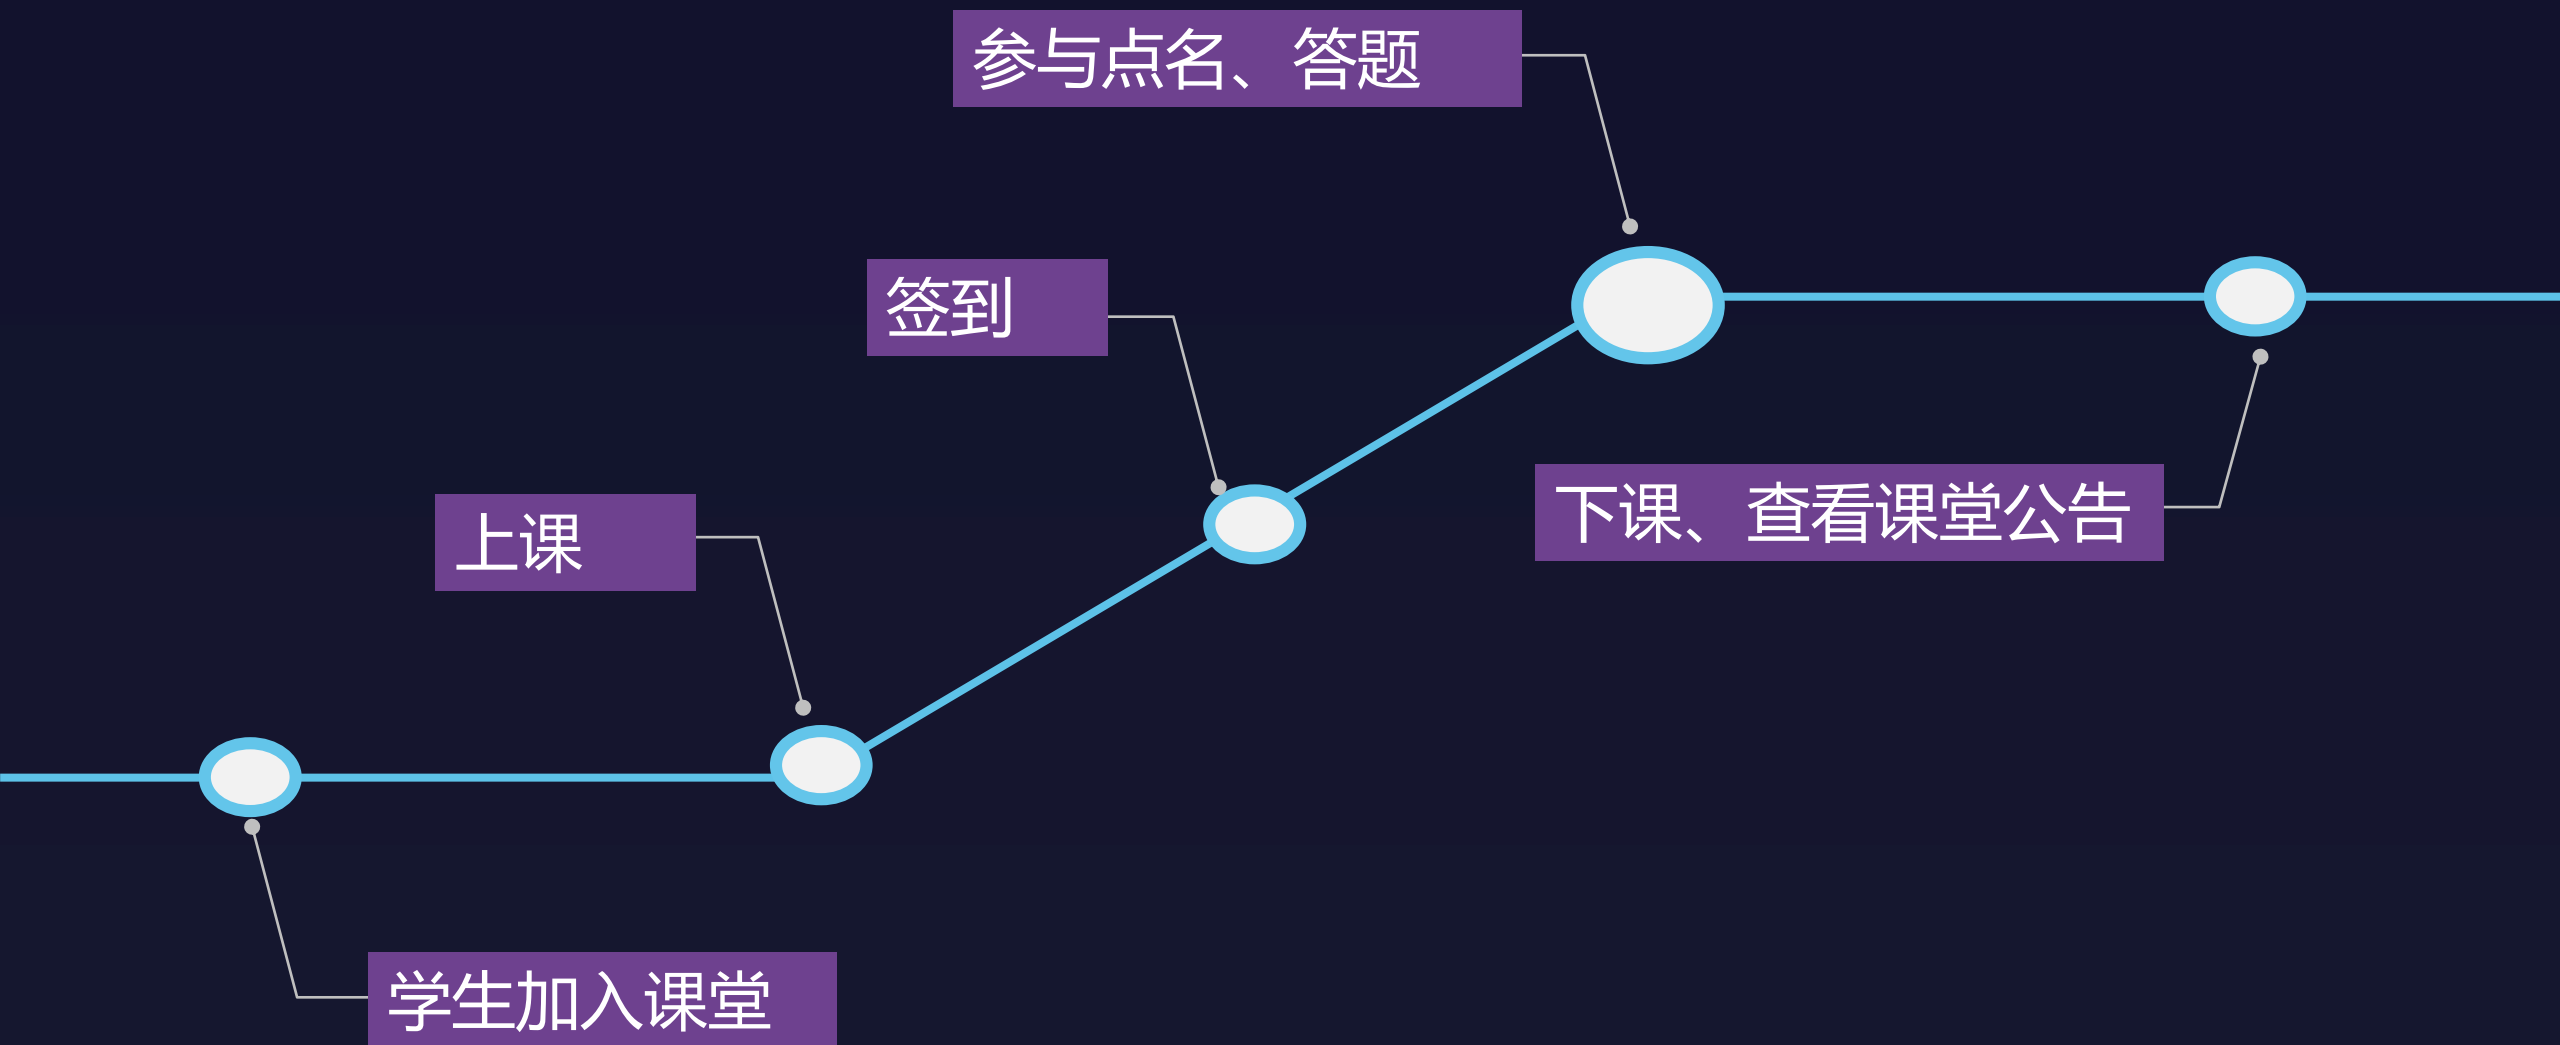 参与点名、答题
签到
上课
下课、查看课堂公告
学生加入课堂